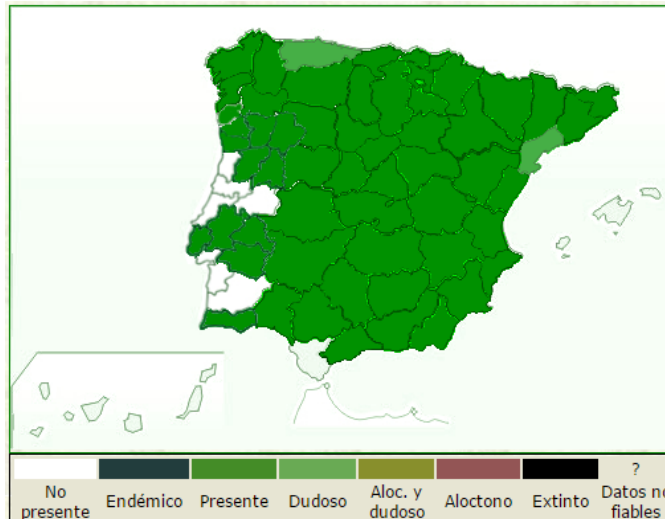 ?
No presente
Endémico
Presente
Dudoso
Aloc. y dudoso
Aloctono
Extinto
Datos no fiables